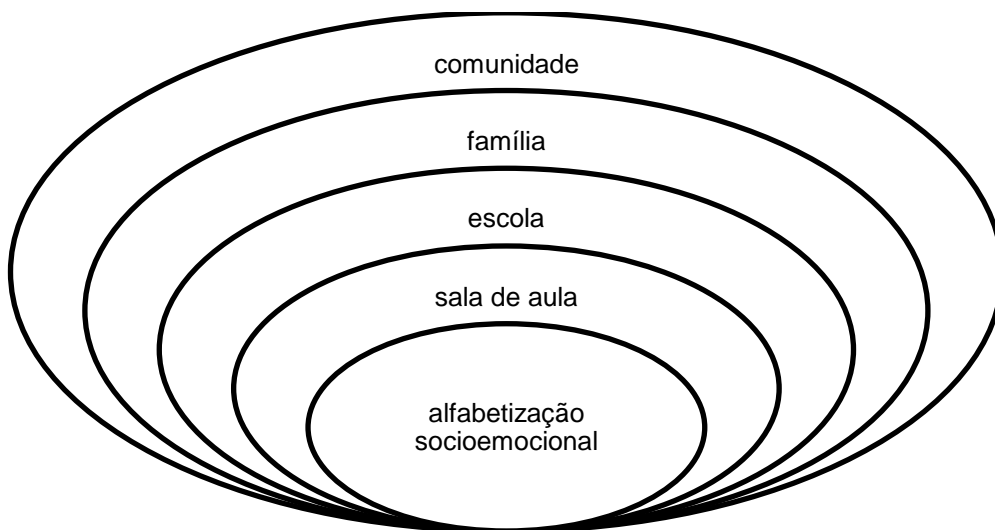 comunidade
família
escola
sala de aula
alfabetização
socioemocional